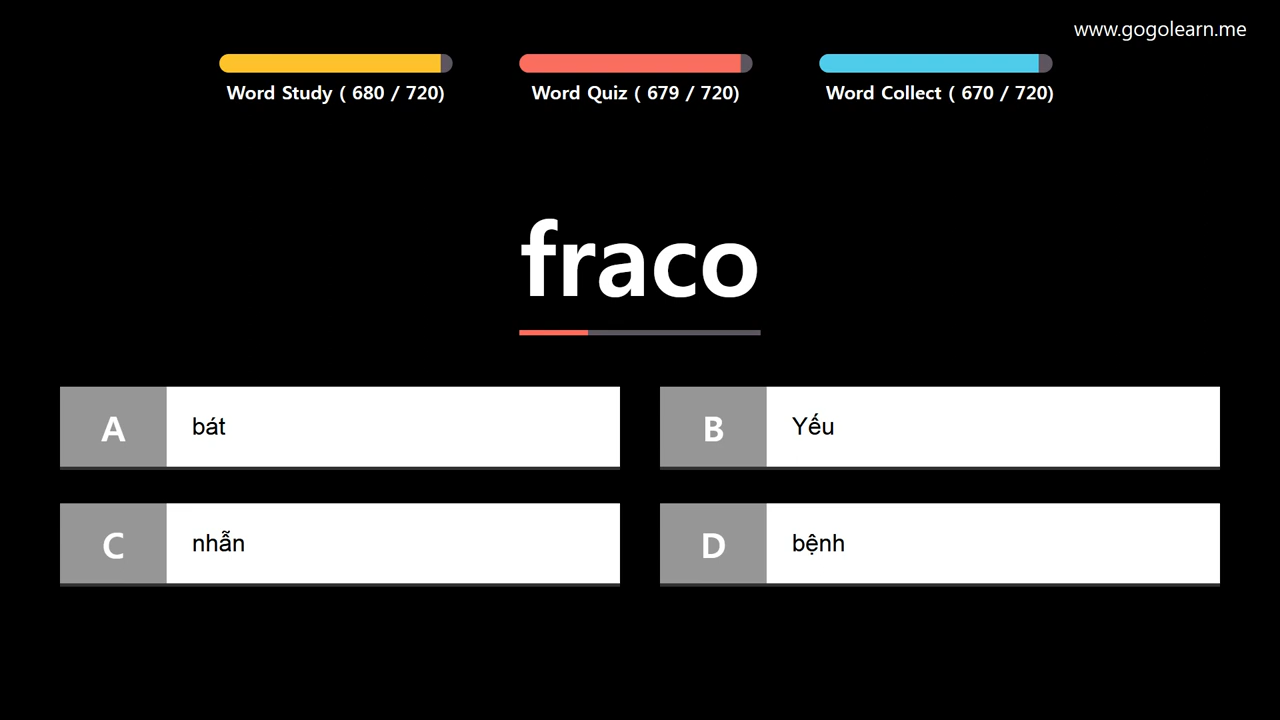 www.gogolearn.me
Word Study ( 680 / 720)
Word Quiz ( 679 / 720)
Word Collect ( 670 / 720)
fraco
A bát
B Yếu
C nhẫn
D bệnh